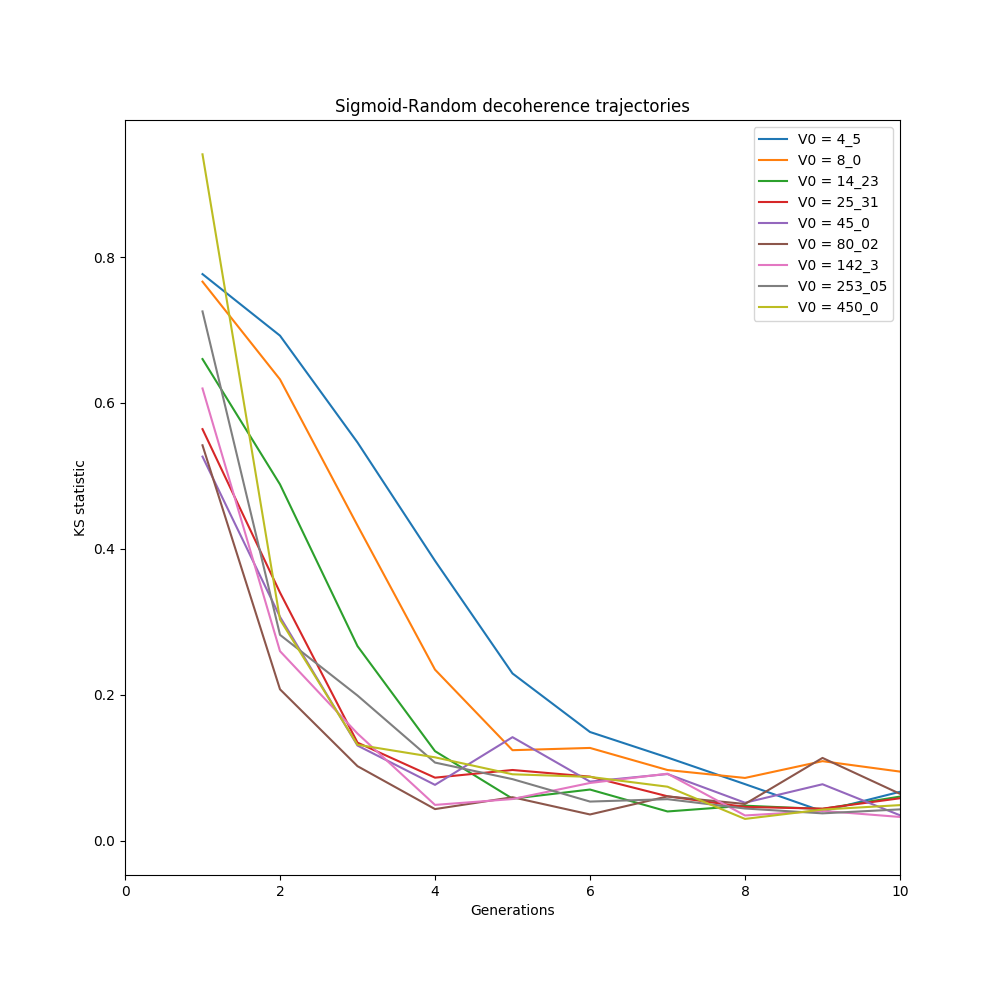 Sigmoid-Random decoherence trajectories
V0 = 4_5
V0 = 8_0
V0 = 14_23
V0 = 25_31
V0 = 45_0
V0 = 80_02
V0 = 142_3
V0 = 253_05
V0 = 450_0
KS statistic
0.8
0.6
0.4
0.2
0.0
0 2 4 6 8 10
Generations